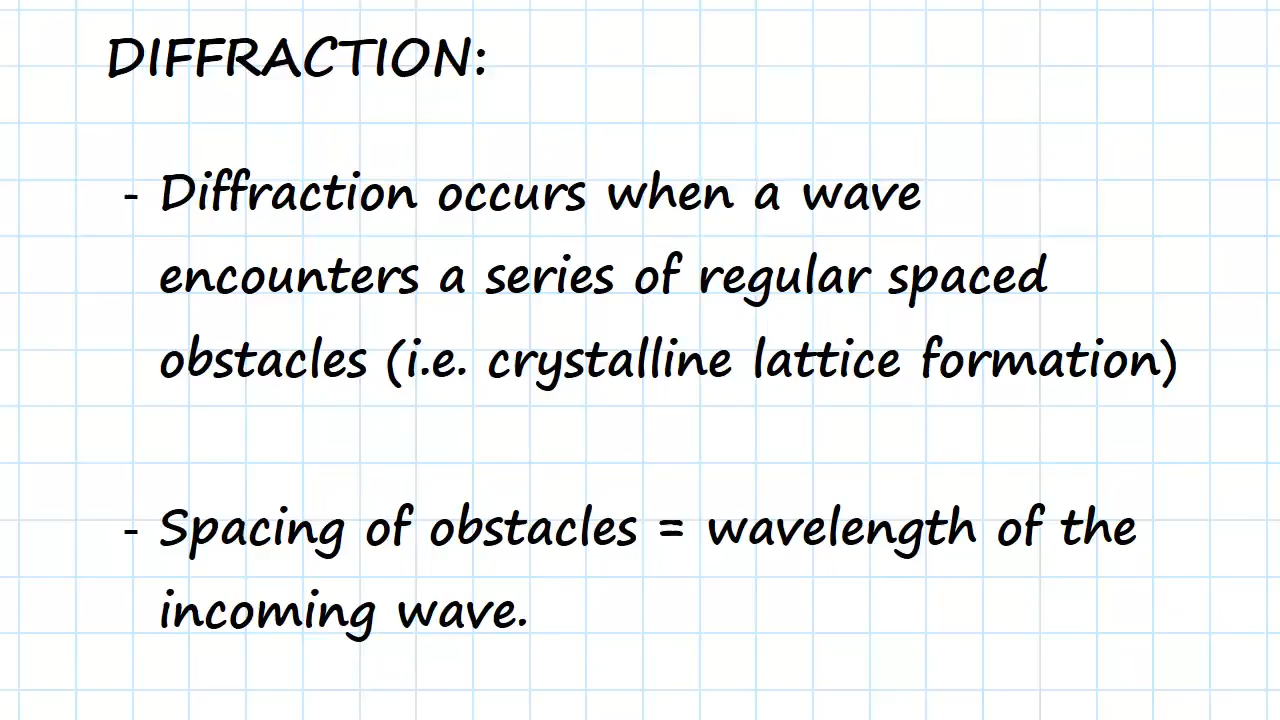 DIFFRACTION:
- Diffraction occurs when a wave
encounters a series of regular spaced
obstacles (i.e. crystalline lattice formation)
- Spacing of obstacles = wavelength of the
incoming wave.